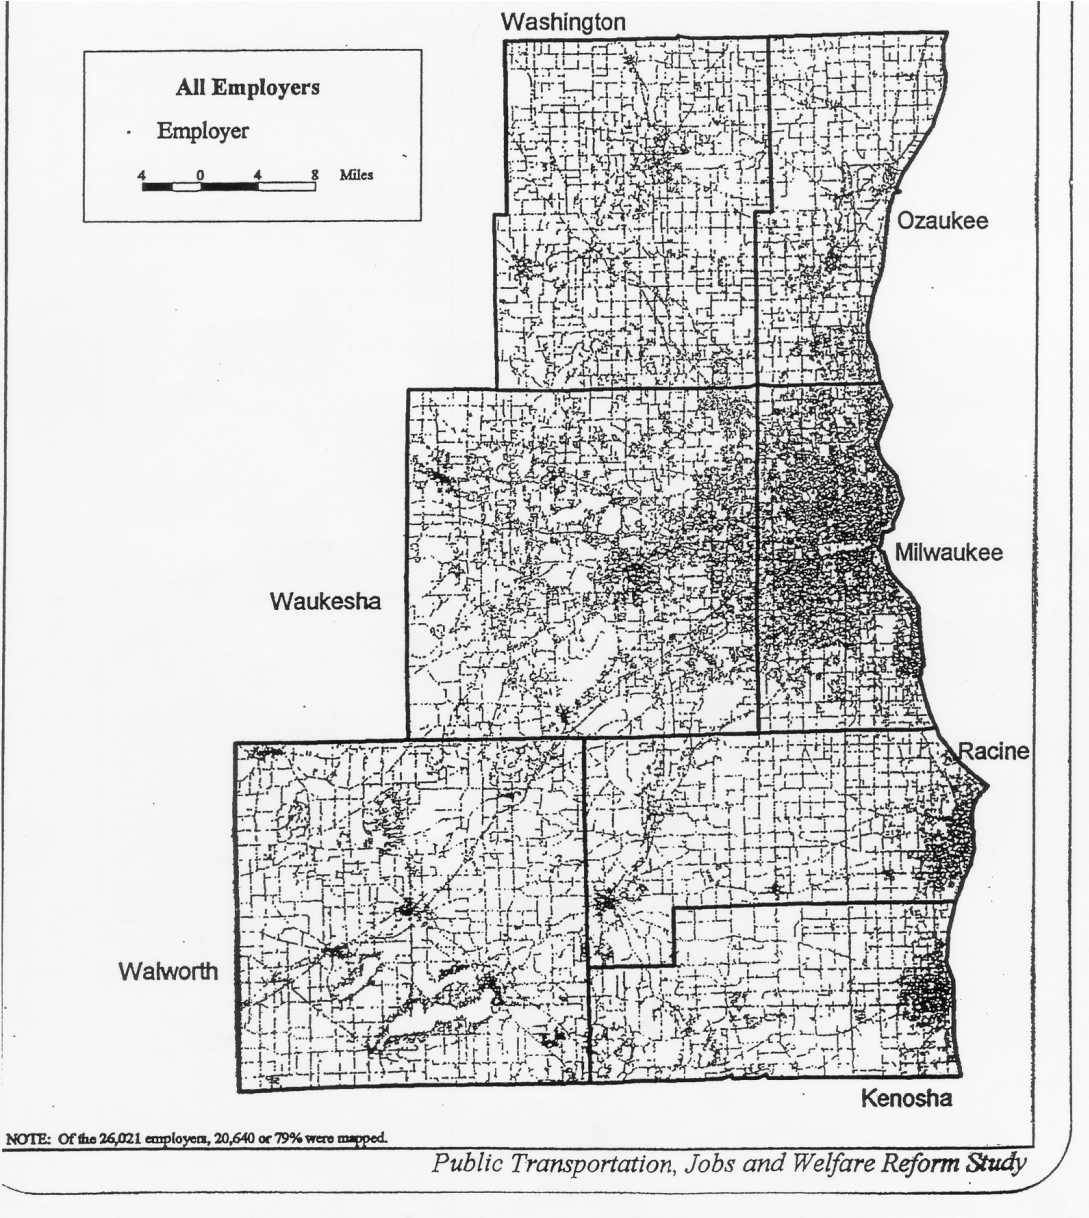 Washington
All Employers
Employer
4 0 4 8 Miles
Ozaukee
Milwaukee
Waukesha
Racine
Walworth
Kenosha
NOTE: Of the 26,021 employers, 20,640 or 79% were mapped.
Public Transportation, Jobs and Welfare Reform Study